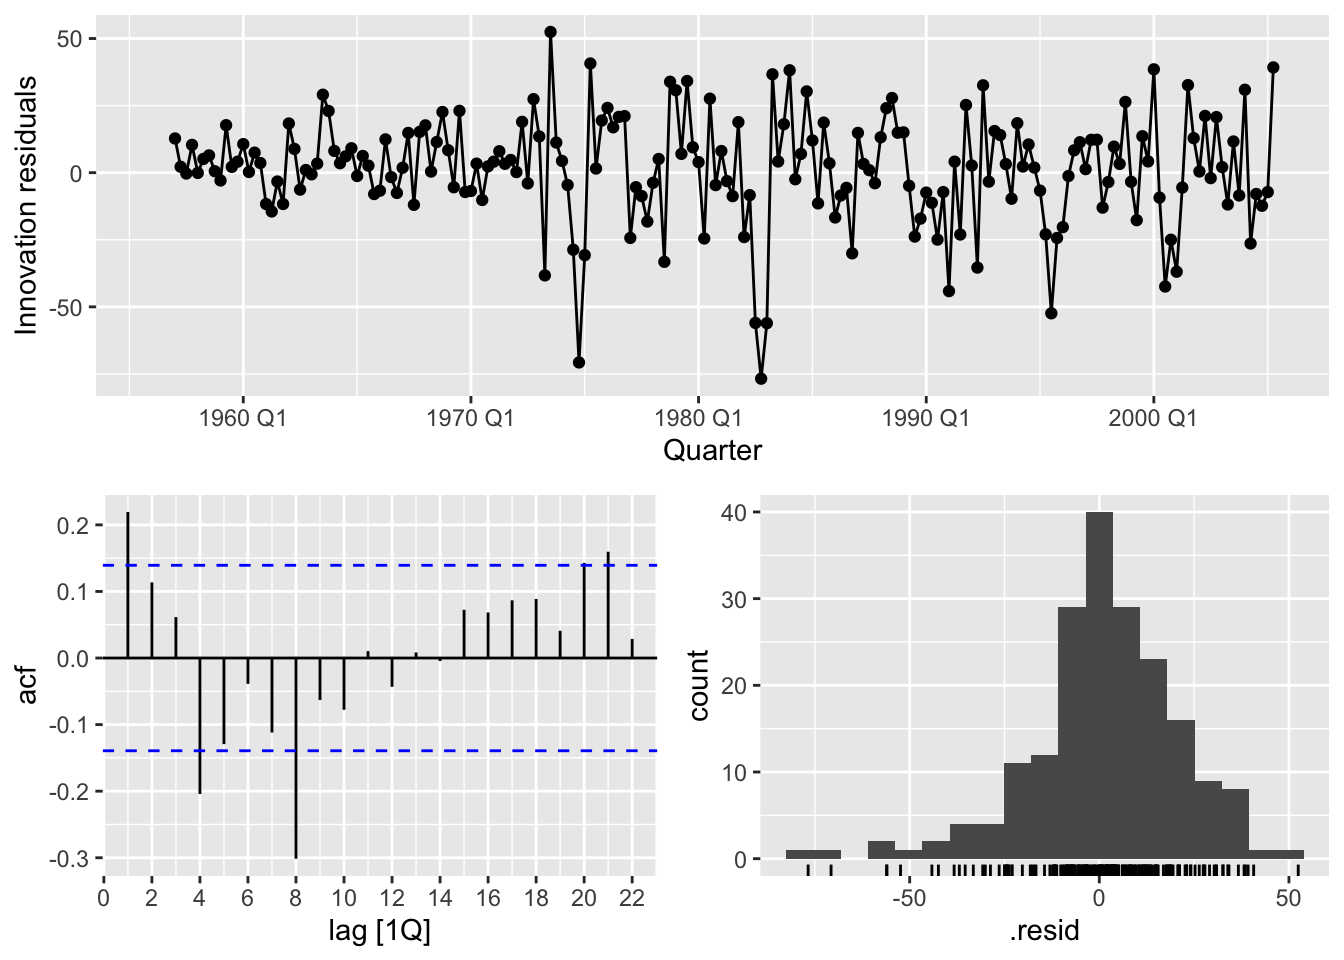 Innovation residuals
50
0
-50
1960 Q1 1970 Q1 1980 Q1 1990 Q1 2000 Q1
Quarter
acf
0.2
0.1
0.0
-0.1
-0.2
-0.3
0 2 4 6 8 10 12 14 16 18 20 22
lag [1Q]
count
40
30
20
10
0
-50 0 50
.resid